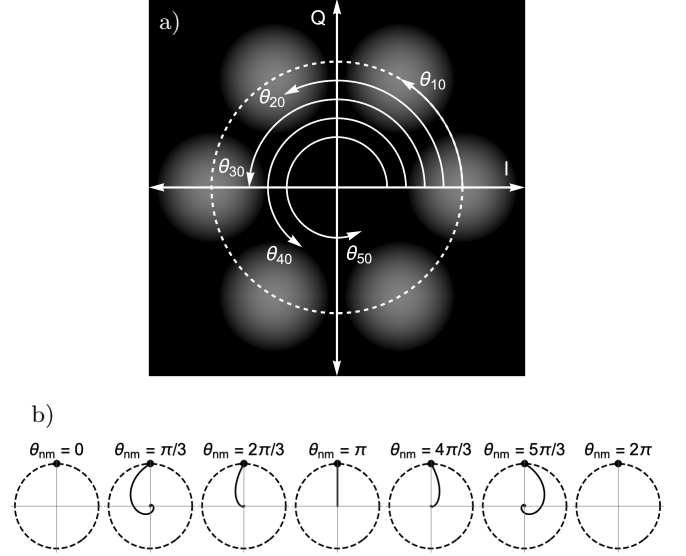 a)
Q
θ10
θ20
I
θ30
θ40
θ50
b)
θnm = 0 θnm = π/3 θnm = 2π/3 θnm = π θnm = 4π/3 θnm = 5π/3 θnm = 2π